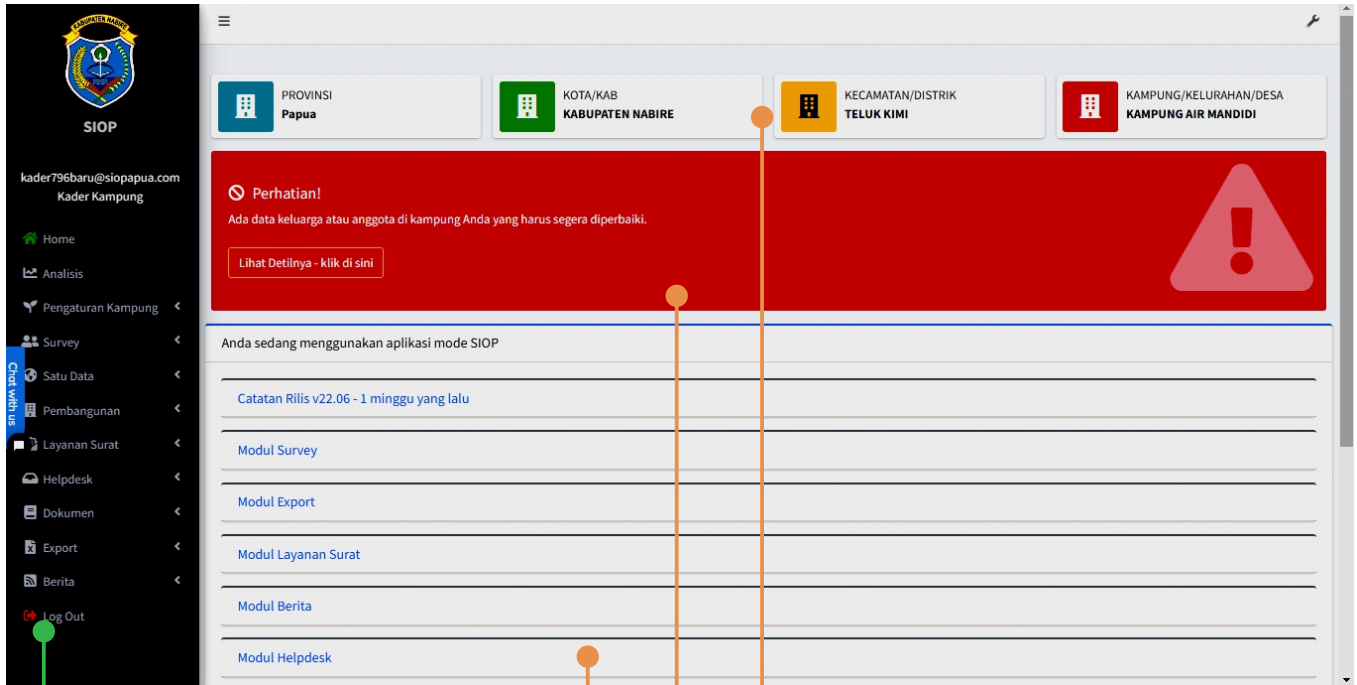 KABUPATEN NABIRE
SIOP
kader796baru@siopapua.com
Kader Kampung
Home
Analisis
Pengaturan Kampung
Survey
Satu Data
Pembangunan
Layanan Surat
Helpdesk
Dokumen
Export
Berita
Log Out
Chat with us
PROVINSI
Papua
KOTA/KAB
KABUPATEN NABIRE
KECAMATAN/DISTRIK
TELUK KIMI
KAMPUNG/KELURAHAN/DESA
KAMPUNG AIR MANDIDI
Perhatian!
Ada data keluarga atau anggota di kampung Anda yang harus segera diperbaiki.
Lihat Detilnya - klik di sini
Anda sedang menggunakan aplikasi mode SIOP
Catatan Rilis v22.06 - 1 minggu yang lalu
Modul Survey
Modul Export
Modul Layanan Surat
Modul Berita
Modul Helpdesk